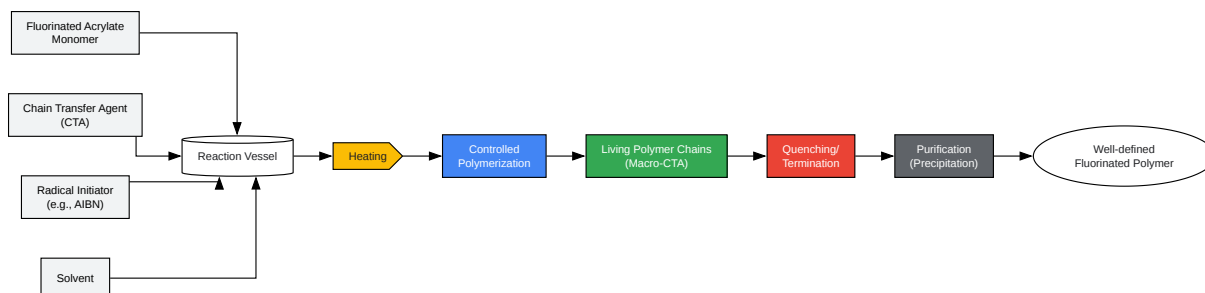 Fluorinated Acrylate
Monomer
Chain Transfer Agent
(CTA)
Radical Initiator
(e.g., AIBN)
Solvent
Reaction Vessel
Heating
Controlled
Polymerization
Living Polymer Chains
(Macro-CTA)
Quenching/
Termination
Purification
(Precipitation)
Well-defined
Fluorinated Polymer